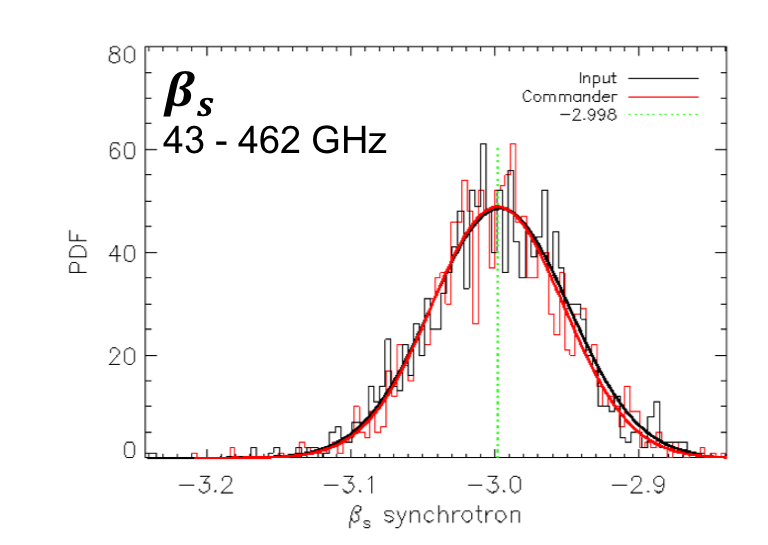 80
βs
Input
Commander
−2.998
43 - 462 GHz
60
PDF
40
20
0
−3.2 −3.1 −3.0 −2.9
βs synchrotron